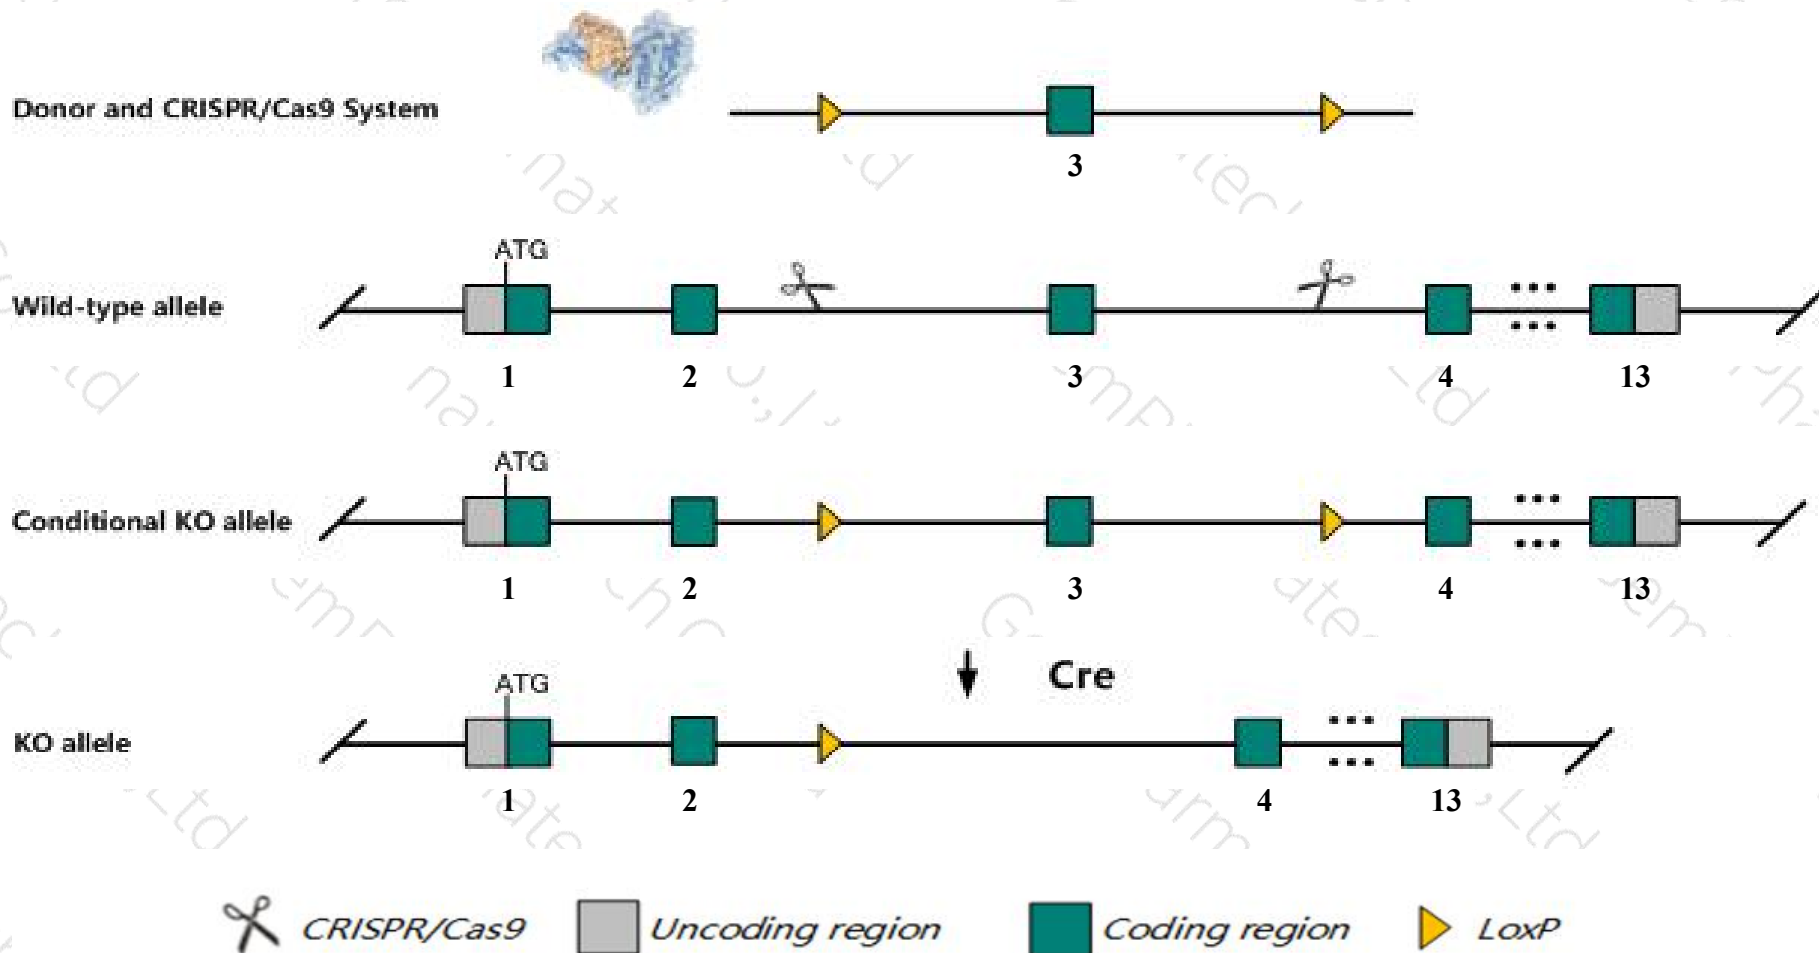 Donor and CRISPR/Cas9 System
3
ATG
Wild-type allele
1 2 3 4 13
ATG
Conditional KO allele
1 2 3 4 13
Cre
ATG
KO allele
1 2 4 13
CRISPR/Cas9 Uncoding region Coding region LoxP